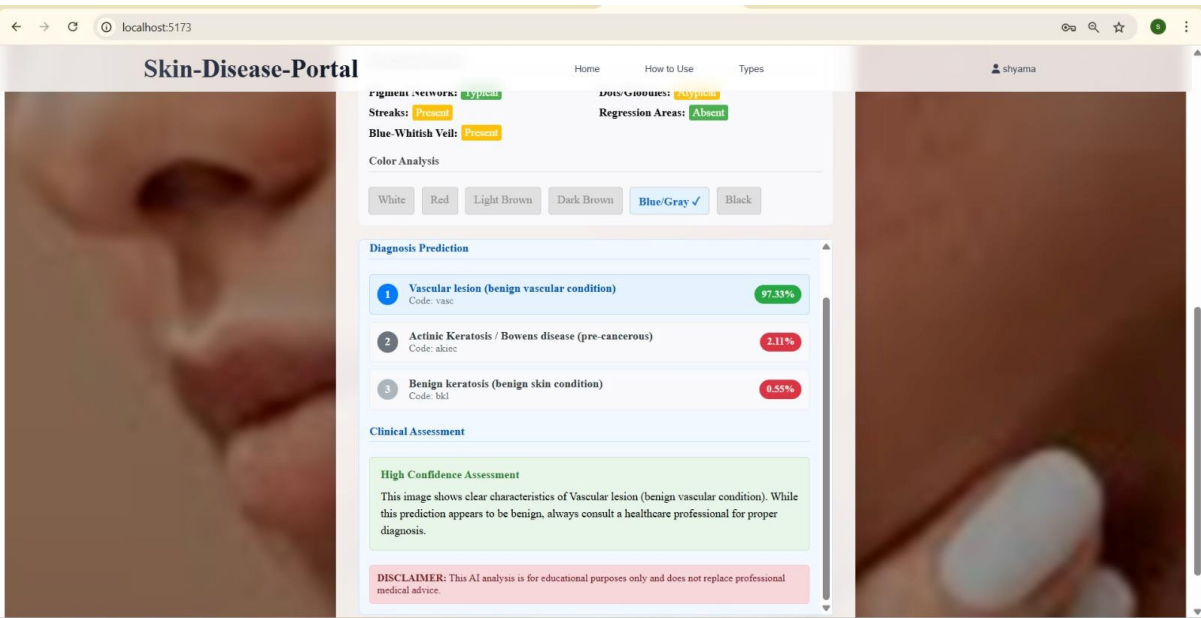 localhost:5173
s
Skin-Disease-Portal
Home How to Use Types
shyama
Pigment Network: Typical Dots/Globules: Atypical
Streaks: Present Regression Areas: Absent
Blue-Whitish Veil: Present
Color Analysis
White Red Light Brown Dark Brown Blue/Gray ✓ Black
Diagnosis Prediction
1 Vascular lesion (benign vascular condition) 97.33%
Code: vasc
2 Actinic Keratosis / Bowens disease (pre-cancerous) 2.11%
Code: akiec
3 Benign keratosis (benign skin condition) 0.55%
Code: bkl
Clinical Assessment
High Confidence Assessment
This image shows clear characteristics of Vascular lesion (benign vascular condition). While
this prediction appears to be benign, always consult a healthcare professional for proper
diagnosis.
DISCLAIMER: This AI analysis is for educational purposes only and does not replace professional
medical advice.